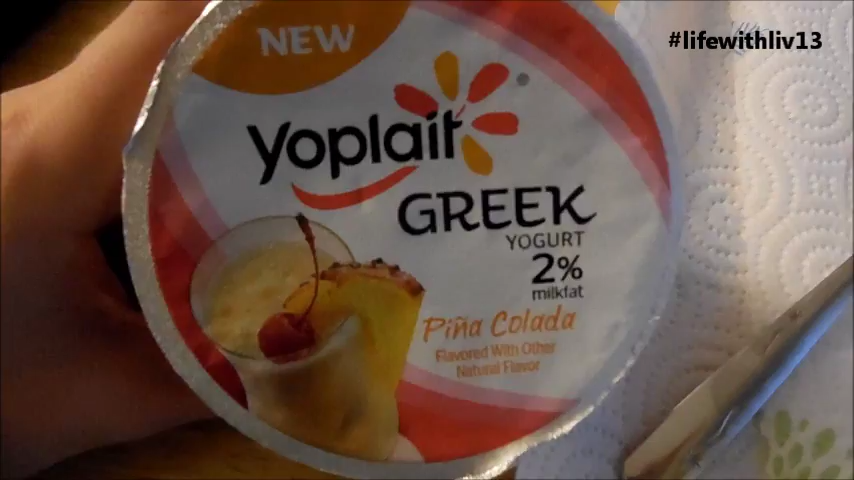 NEW
#lifewithliv13
Yoplait
GREEK
YOGURT
2%
milkfat
Piña Colada
Flavored With Other
Natural Flavor